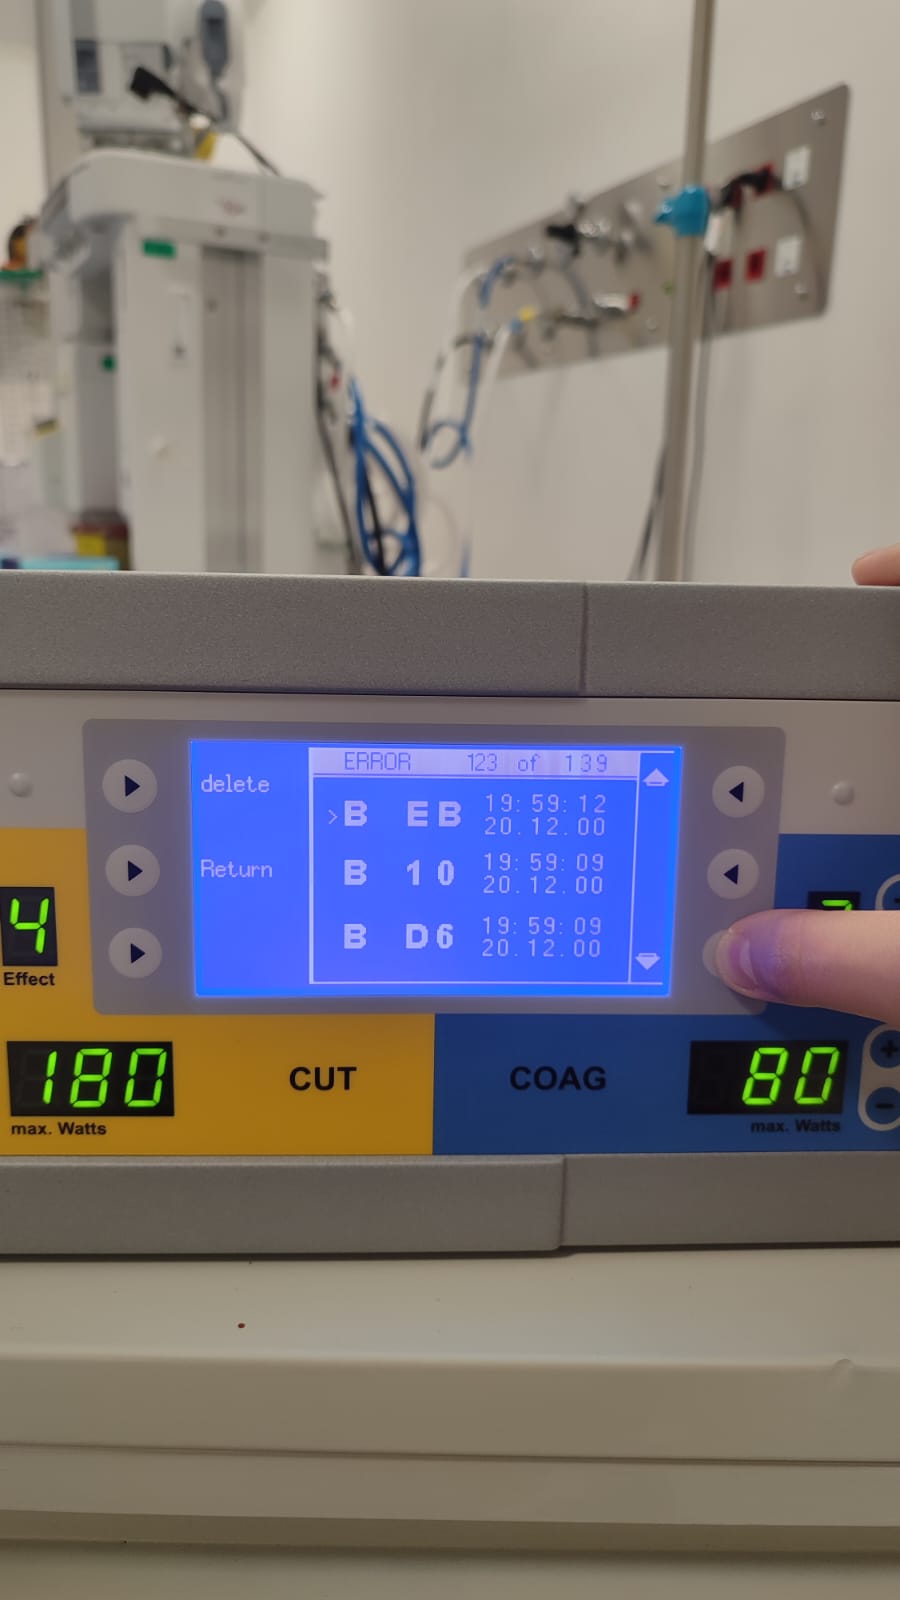 ERROR 123 of 139
delete
>B EB 19:59:12
20.12.00
Return
B 10 19:59:09
20.12.00
B D6 19:59:09
20.12.00
4
Effect
180
max. Watts
CUT
COAG
80
max. Watts
+
-